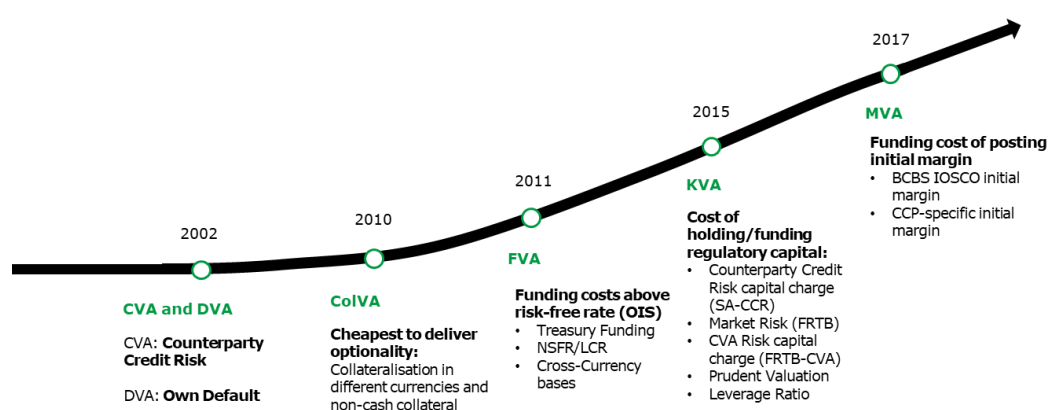 2002
CVA and DVA
CVA: Counterparty
Credit Risk
DVA: Own Default
2010
ColVA
Cheapest to deliver
optionality:
Collateralisation in
different currencies and
non-cash collateral
2011
FVA
Funding costs above
risk-free rate (OIS)
• Treasury Funding
• NSFR/LCR
• Cross-Currency
bases
2015
KVA
Cost of
holding/funding
regulatory capital:
• Counterparty Credit
Risk capital charge
(SA-CCR)
• Market Risk (FRTB)
• CVA Risk capital
charge (FRTB-CVA)
• Prudent Valuation
• Leverage Ratio
2017
MVA
Funding cost of posting
initial margin
• BCBS IOSCO initial
margin
• CCP-specific initial
margin